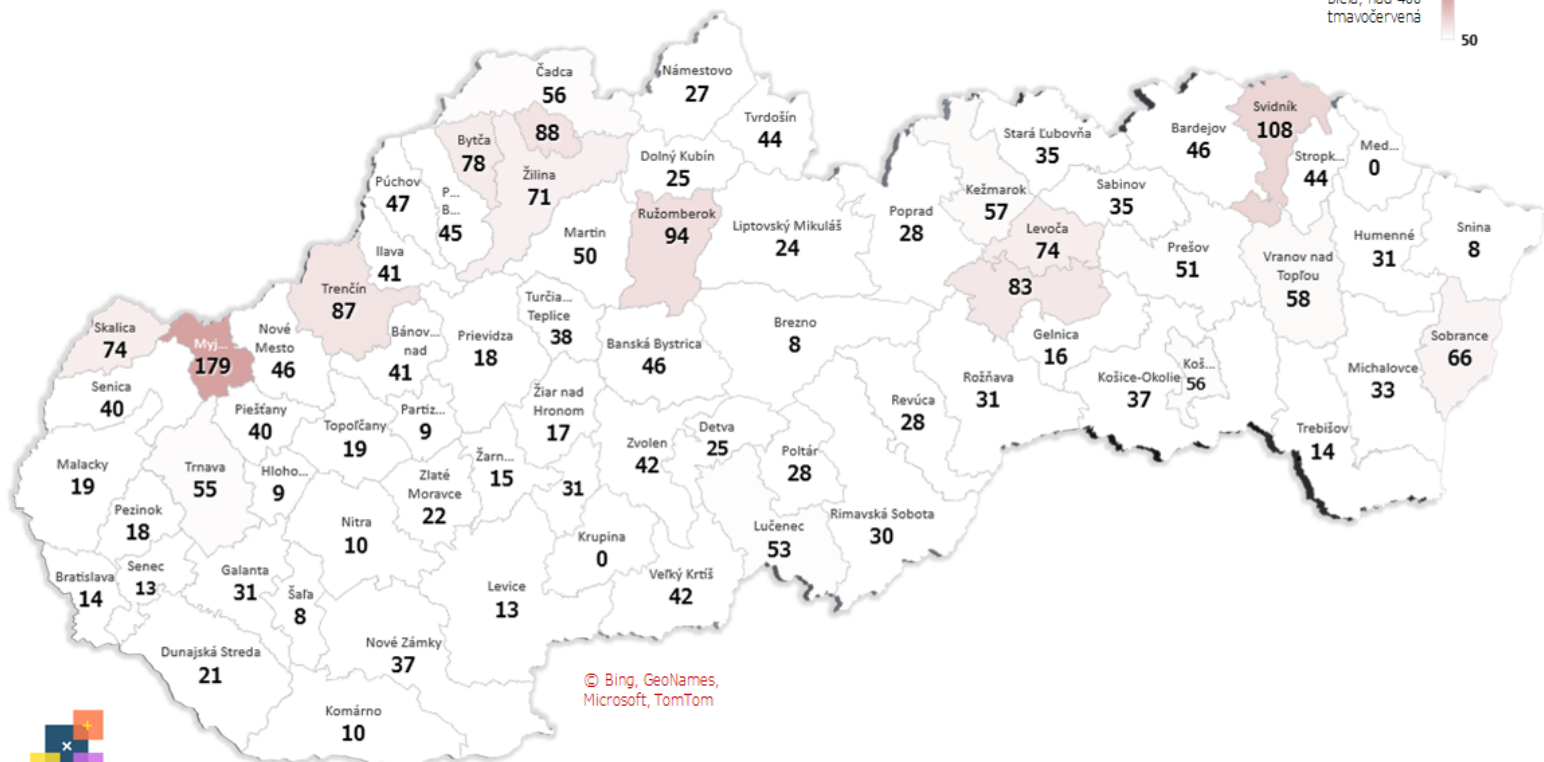 tmavočervená
50
Čadca
56
Námestovo
27
Tvrdošín
44
Bytča
78
88
Žilina
71
Dolný Kubín
25
Púchov
47
P...
B...
45
Ružomberok
94
Liptovský Mikuláš
24
Martin
50
Ilava
41
Trenčín
87
Poprad
28
Kežmarok
57
Stará Ľubovňa
35
Sabinov
35
Bardejov
46
Svidník
108
Stropk...
44
Med...
0
Levoča
74
83
Prešov
51
Vranov nad
Topľou
58
Humenné
31
Snina
8
Sobrance
66
Skalica
74
Myj...
179
Nové
Mesto
46
Bánov...
nad
41
Prievidza
18
Turčia...
Teplice
38
Banská Bystrica
46
Brezno
8
Gelnica
16
Rožňava
31
Košice-Okolie
37
Koš...
56
Michalovce
33
Trebišov
14
Senica
40
Piešťany
40
Topoľčany
19
Partiz...
9
Žiar nad
Hronom
17
Žarn...
15
Zvolen
42
Detva
25
Poltár
28
Revúca
28
Malacky
19
Trnava
55
Hloho...
9
Zlaté
Moravce
22
31
Pezinok
18
Nitra
10
Krupina
0
Lučenec
53
Rimavská Sobota
30
Bratislava
14
Senec
13
Galanta
31
Šaľa
8
Levice
13
Veľký Krtíš
42
Dunajská Streda
21
Nové Zámky
37
Komárno
10
© Bing, GeoNames,
Microsoft, TomTom